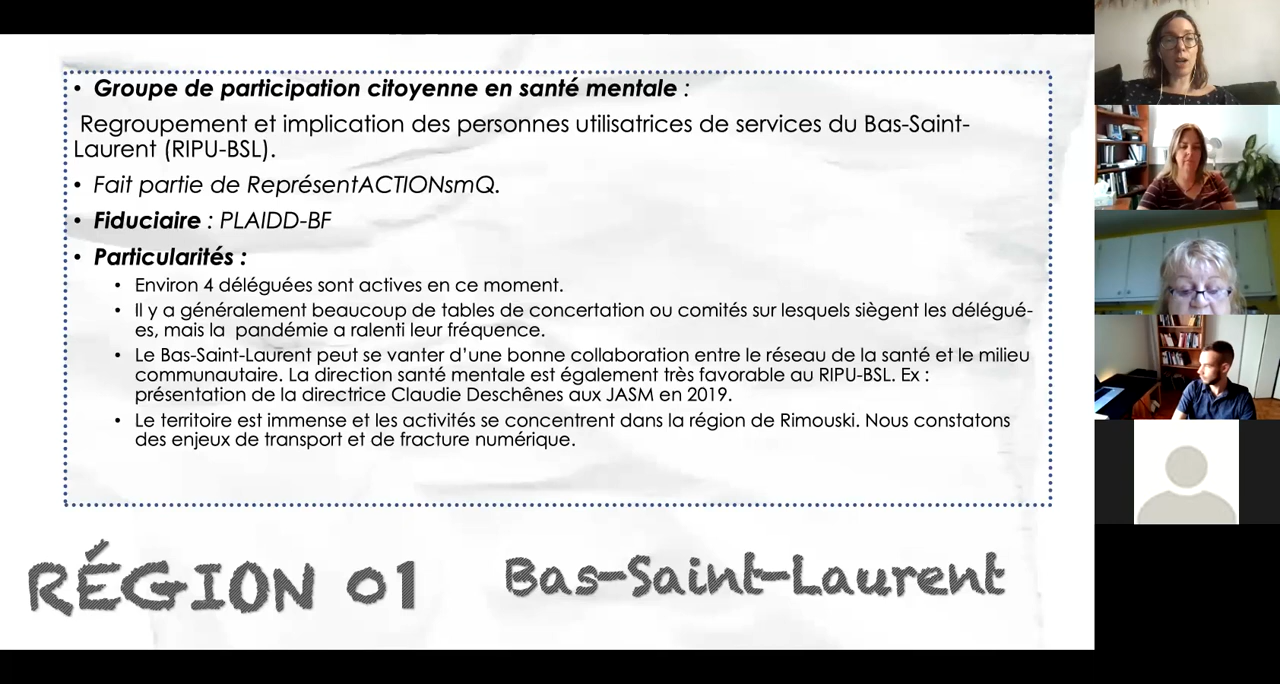 • Groupe de participation citoyenne en santé mentale :
Regroupement et implication des personnes utilisatrices de services du Bas-Saint-
Laurent (RIPU-BSL).
• Fait partie de ReprésentACTIONsmQ.
• Fiduciaire : PLAIDD-BF
• Particularités :
• Environ 4 déléguées sont actives en ce moment.
• Il y a généralement beaucoup de tables de concertation ou comités sur lesquels siègent les délégué-
es, mais la pandémie a ralenti leur fréquence.
• Le Bas-Saint-Laurent peut se vanter d’une bonne collaboration entre le réseau de la santé et le milieu
communautaire. La direction santé mentale est également très favorable au RIPU-BSL. Ex :
présentation de la directrice Claudie Deschênes aux JASM en 2019.
• Le territoire est immense et les activités se concentrent dans la région de Rimouski. Nous constatons
des enjeux de transport et de fracture numérique.
RÉGION 01 Bas-Saint-Laurent